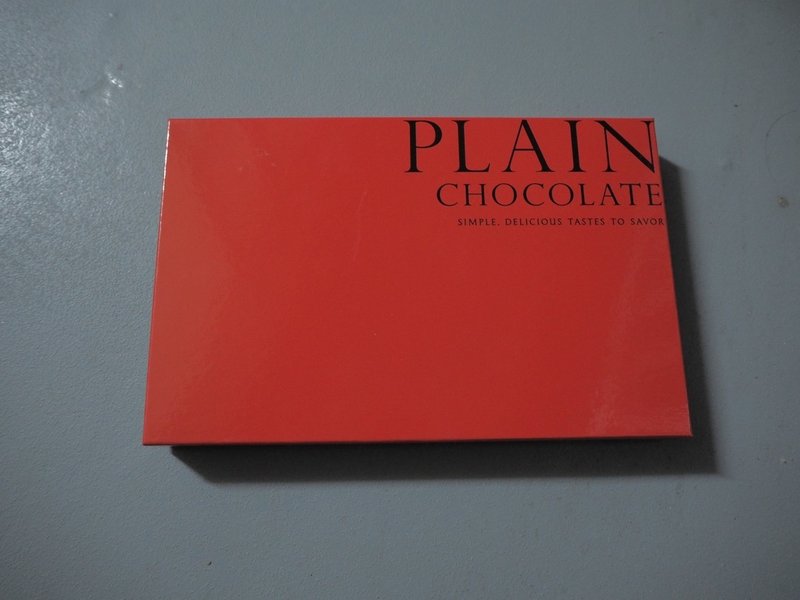 PLAIN
CHOCOLATE
SIMPLE, DELICIOUS TASTES TO SAVOR